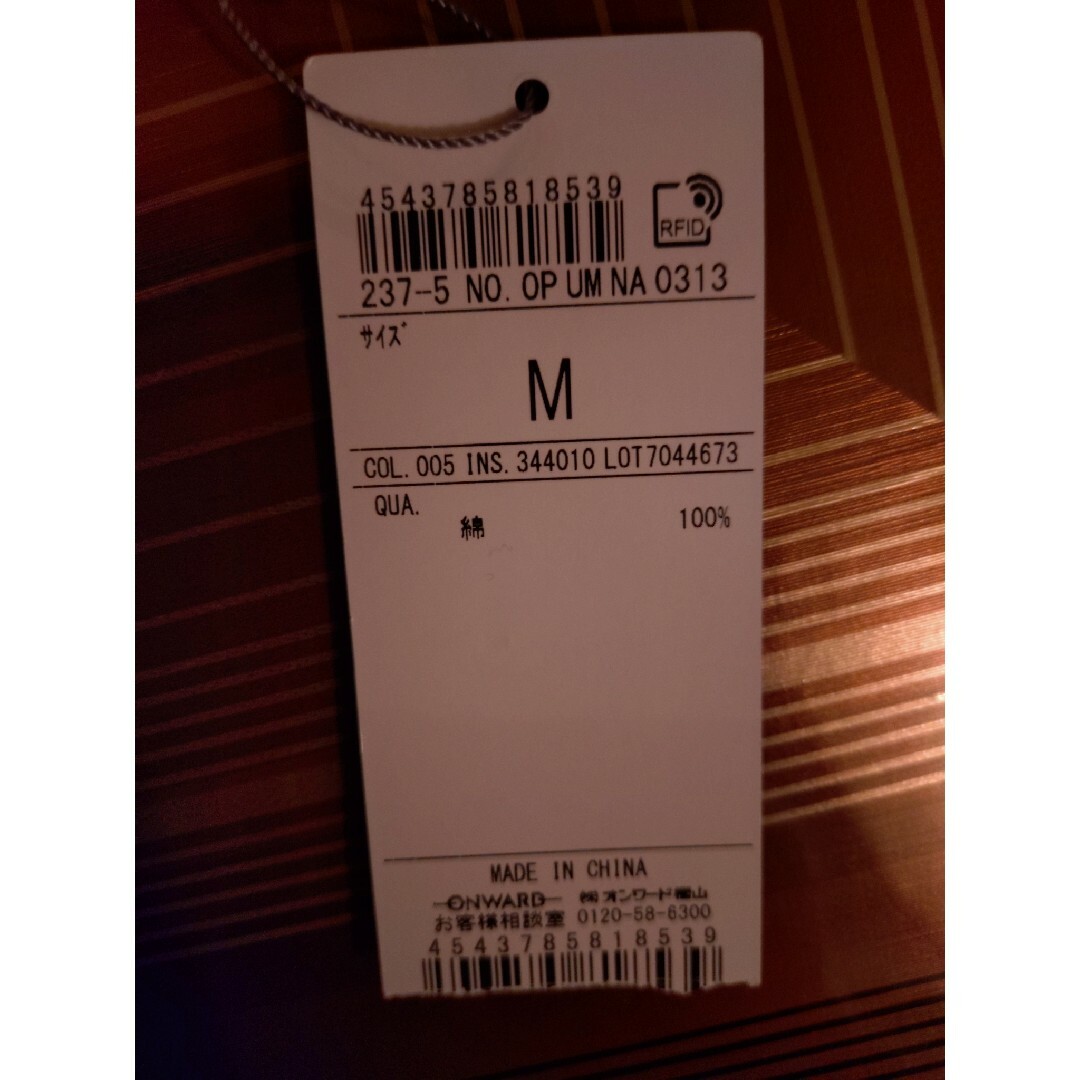 4543785818539
RFID
237-5 NO. OP UM NA 0313
サイズ
M
COL. 005 INS. 344010 LOT7044673
QUA.
綿 100%
MADE IN CHINA
ONWARD ㈱オンワード樫山
お客様相談室 0120-58-6300
4543785818539